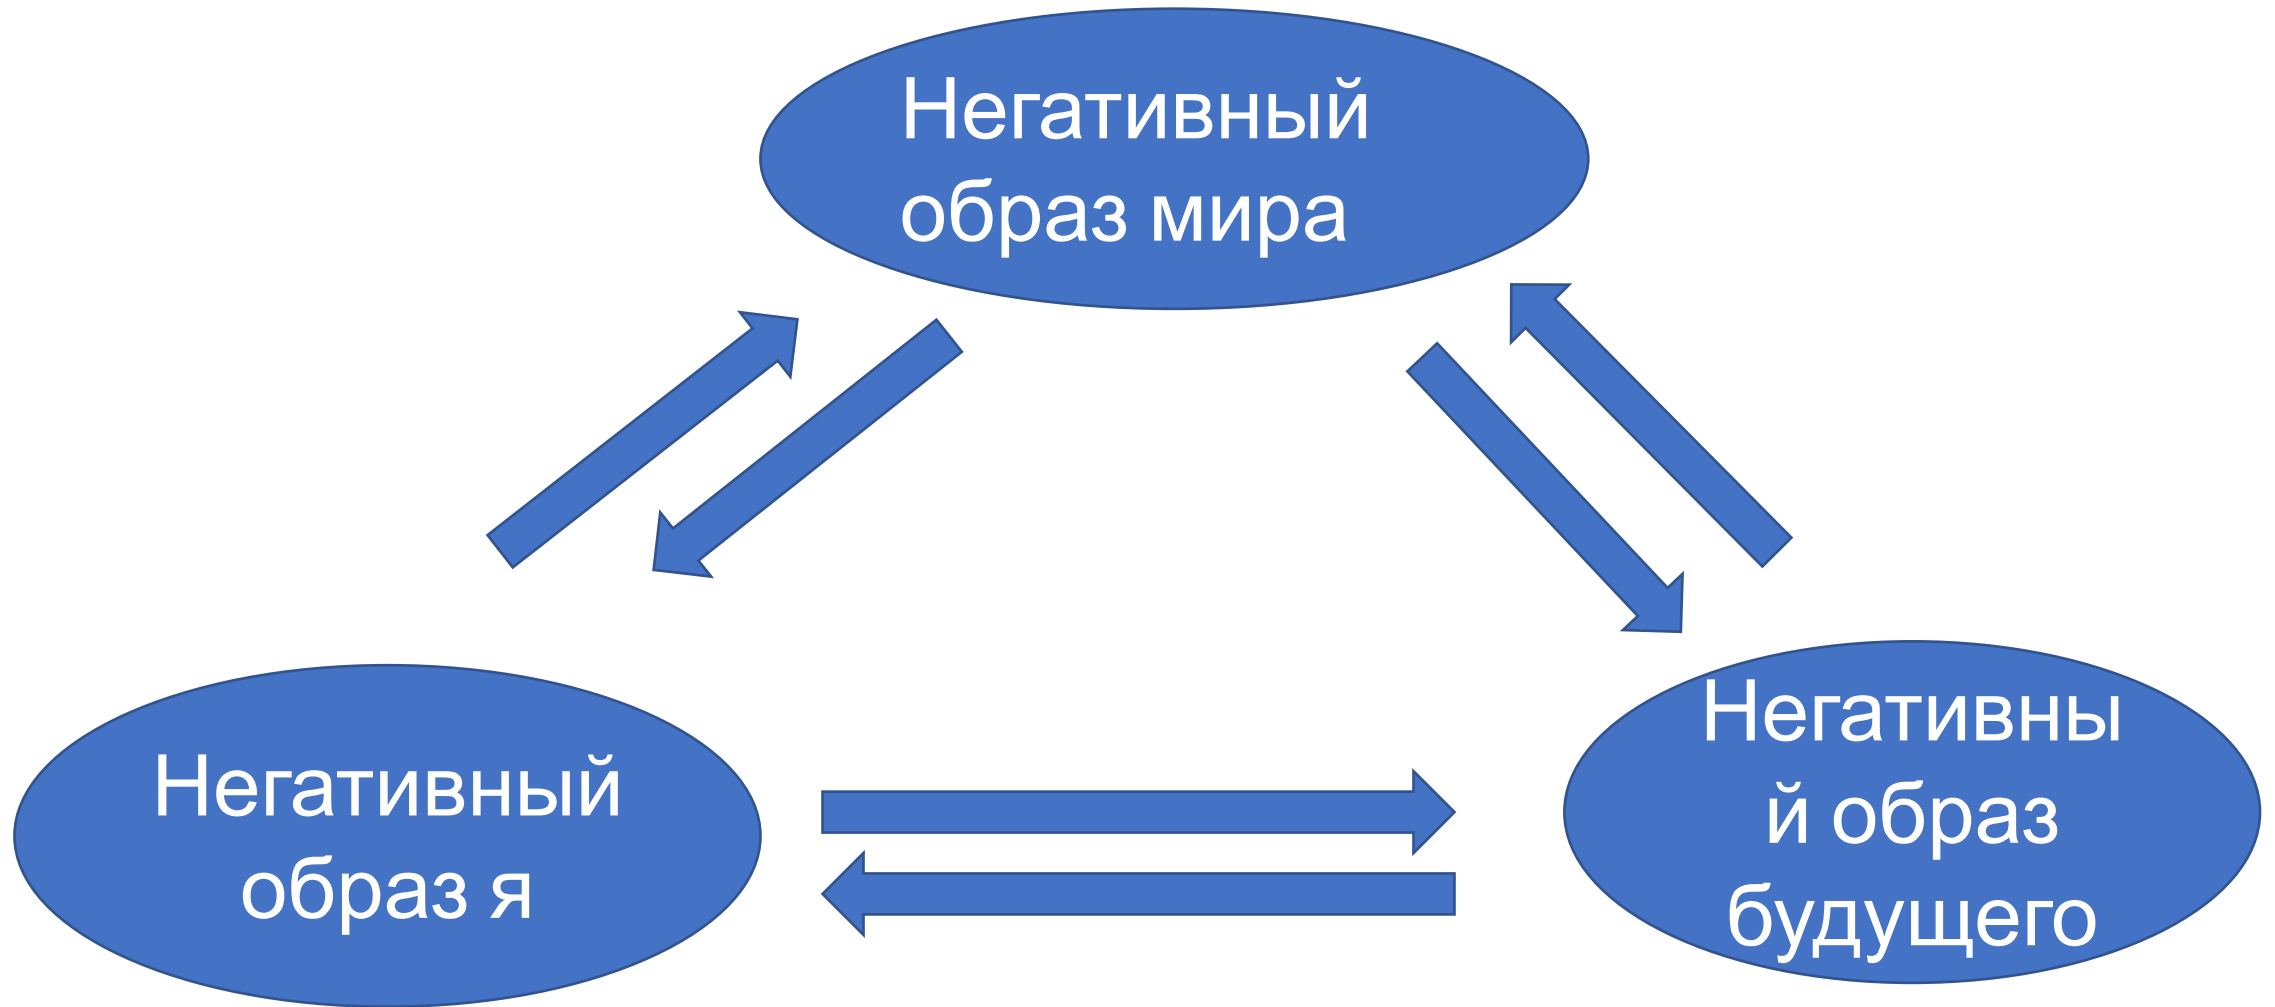 Негативный
образ мира
Негативный
образ я
Негативны
й образ
будущего